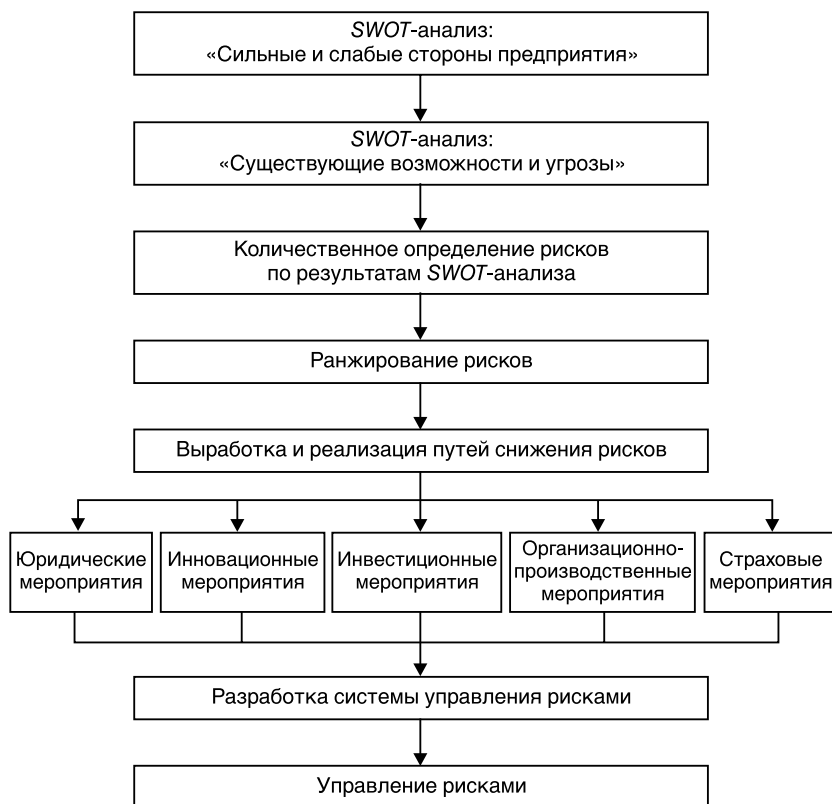 SWOT-анализ:
«Сильные и слабые стороны предприятия»
SWOT-анализ:
«Существующие возможности и угрозы»
Количественное определение рисков
по результатам SWOT-анализа
Ранжирование рисков
Выработка и реализация путей снижения рисков
Юридические
мероприятия
Инновационные
мероприятия
Инвестиционные
мероприятия
Организационно-
производственные
мероприятия
Страховые
мероприятия
Разработка системы управления рисками
Управление рисками